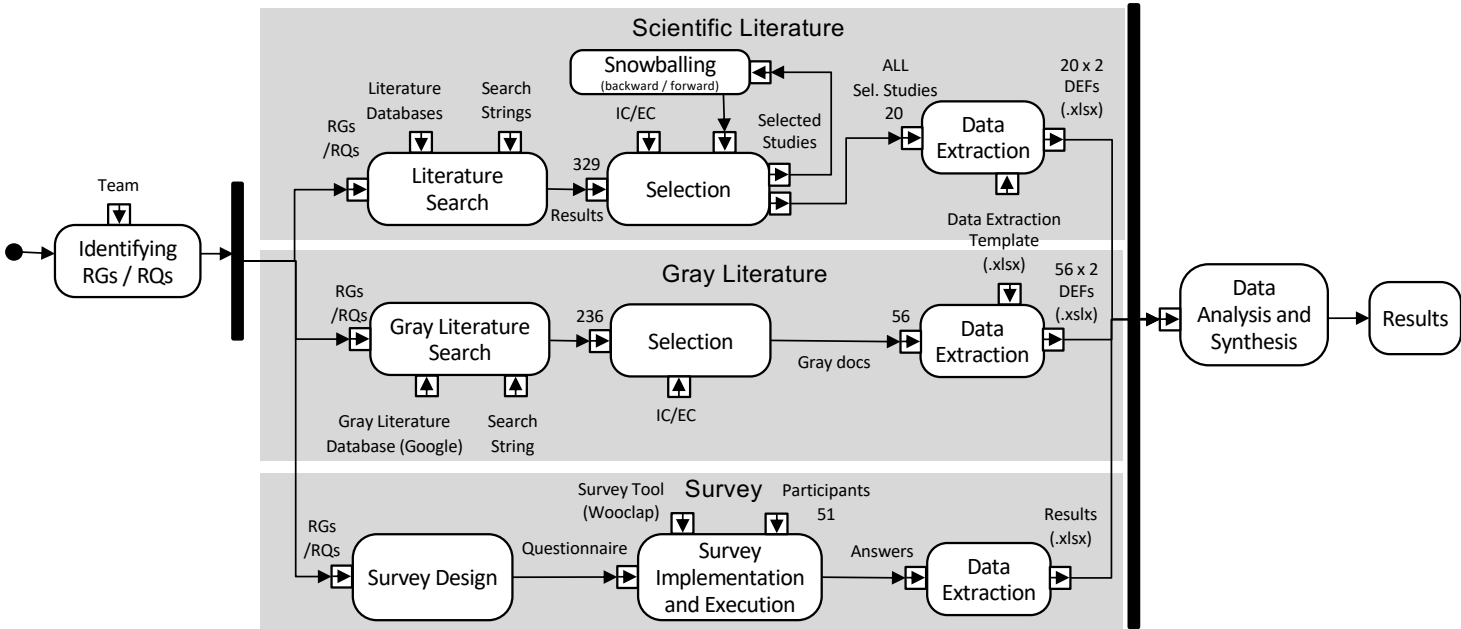 Scientific Literature
Snowballing
(backward / forward)
ALL
Sel. Studies
20
20 x 2
DEFs
(.xlsx)
Literature
Databases
Search
Strings
IC/EC
Selected
Studies
RGs
/RQs
Literature
Search
329
Results
Selection
Data
Extraction
Team
Identifying
RGs / RQs
Data Extraction
Template
(.xlsx)
Gray Literature
56 x 2
DEFs
(.xslx)
RGs
/RQs
Gray Literature
Search
236
Selection
Gray docs
56
Data
Extraction
Gray Literature
Database (Google)
Search
String
IC/EC
Data
Analysis and
Synthesis
Results
Survey
Survey Tool
(Wooclap)
Participants
51
RGs
/RQs
Survey Design
Questionnaire
Survey
Implementation
and Execution
Answers
Data
Extraction
Results
(.xlsx)